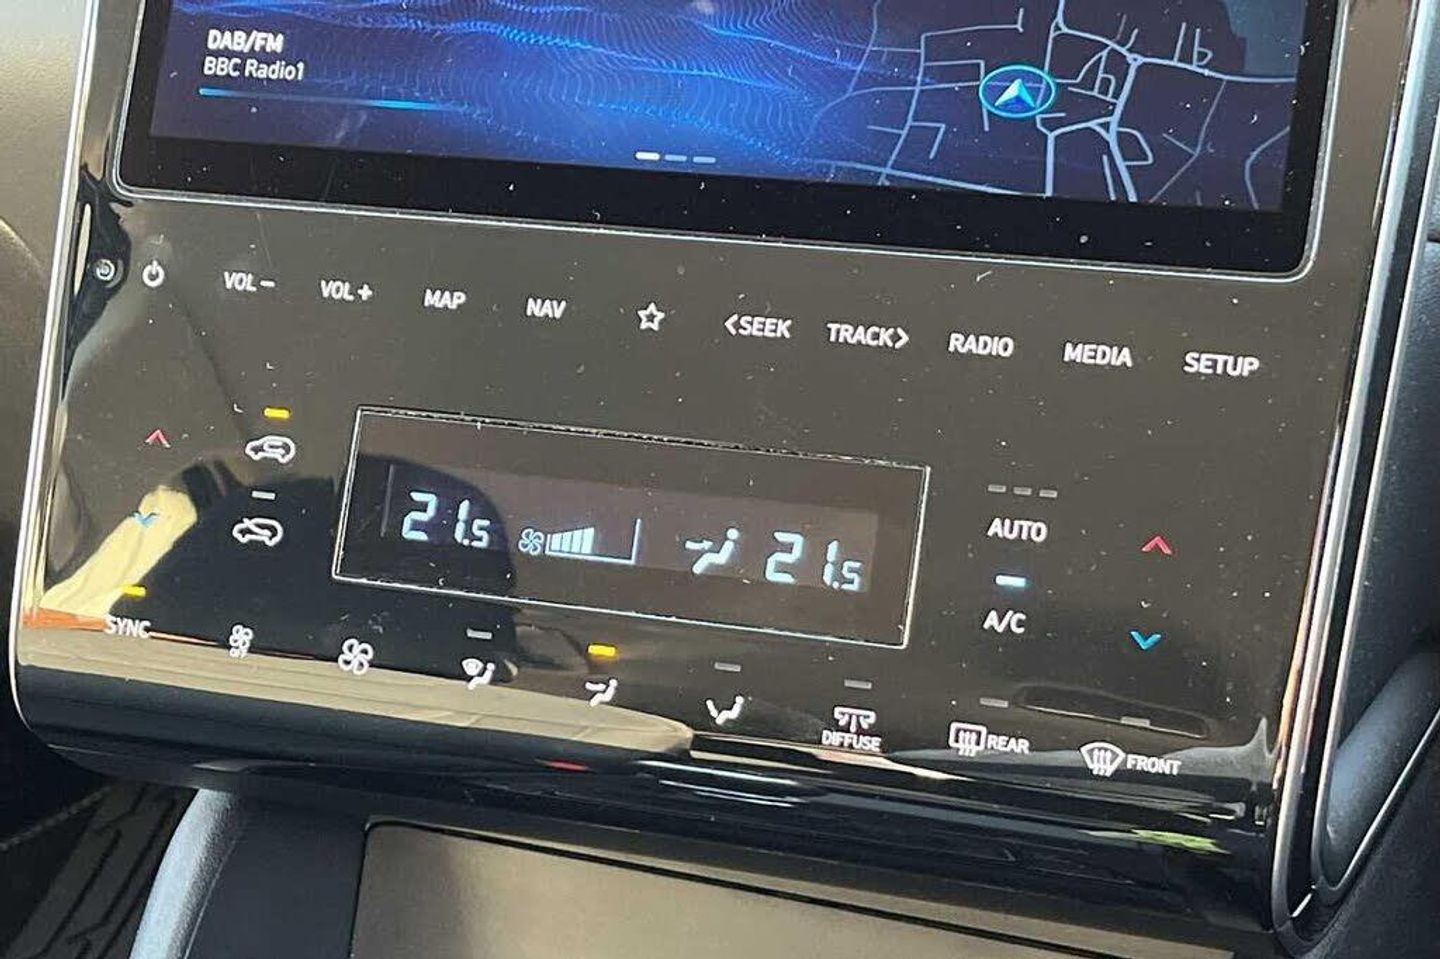 DAB/FM
BBC Radio1
VOL− VOL+ MAP NAV <SEEK TRACK> RADIO MEDIA SETUP
21.5 21.5
AUTO
A/C
SYNC
OFF
DIFFUSE
REAR
FRONT